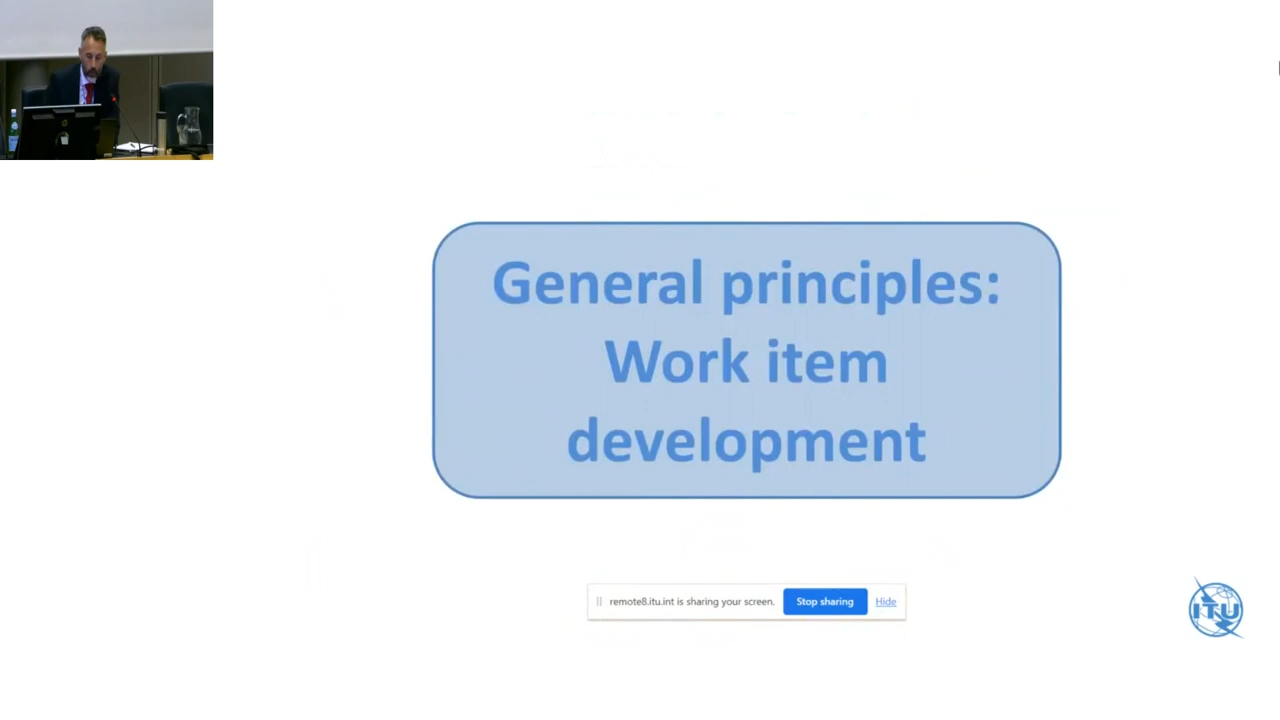 General principles:
Work item
development
remote8.itu.int is sharing your screen.
Stop sharing
Hide
ITU